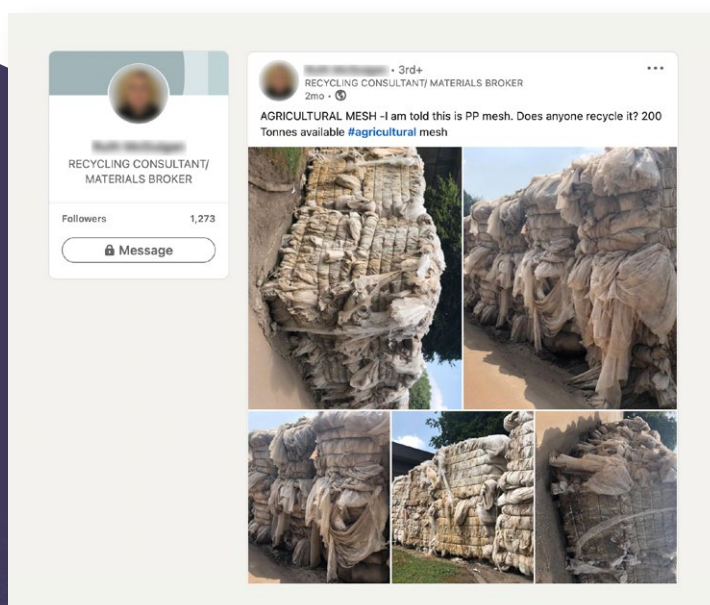 RECYCLING CONSULTANT/
MATERIALS BROKER
Followers 1,273
Message
• 3rd+
RECYCLING CONSULTANT/ MATERIALS BROKER
2mo •
AGRICULTURAL MESH -I am told this is PP mesh. Does anyone recycle it? 200
Tonnes available #agricultural mesh